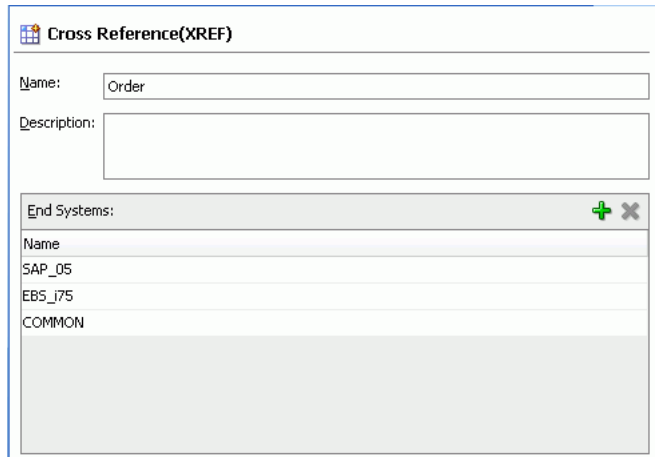 Cross Reference(XREF)
Name: Order
Description:
End Systems:
Name
SAP_05
EBS_i75
COMMON